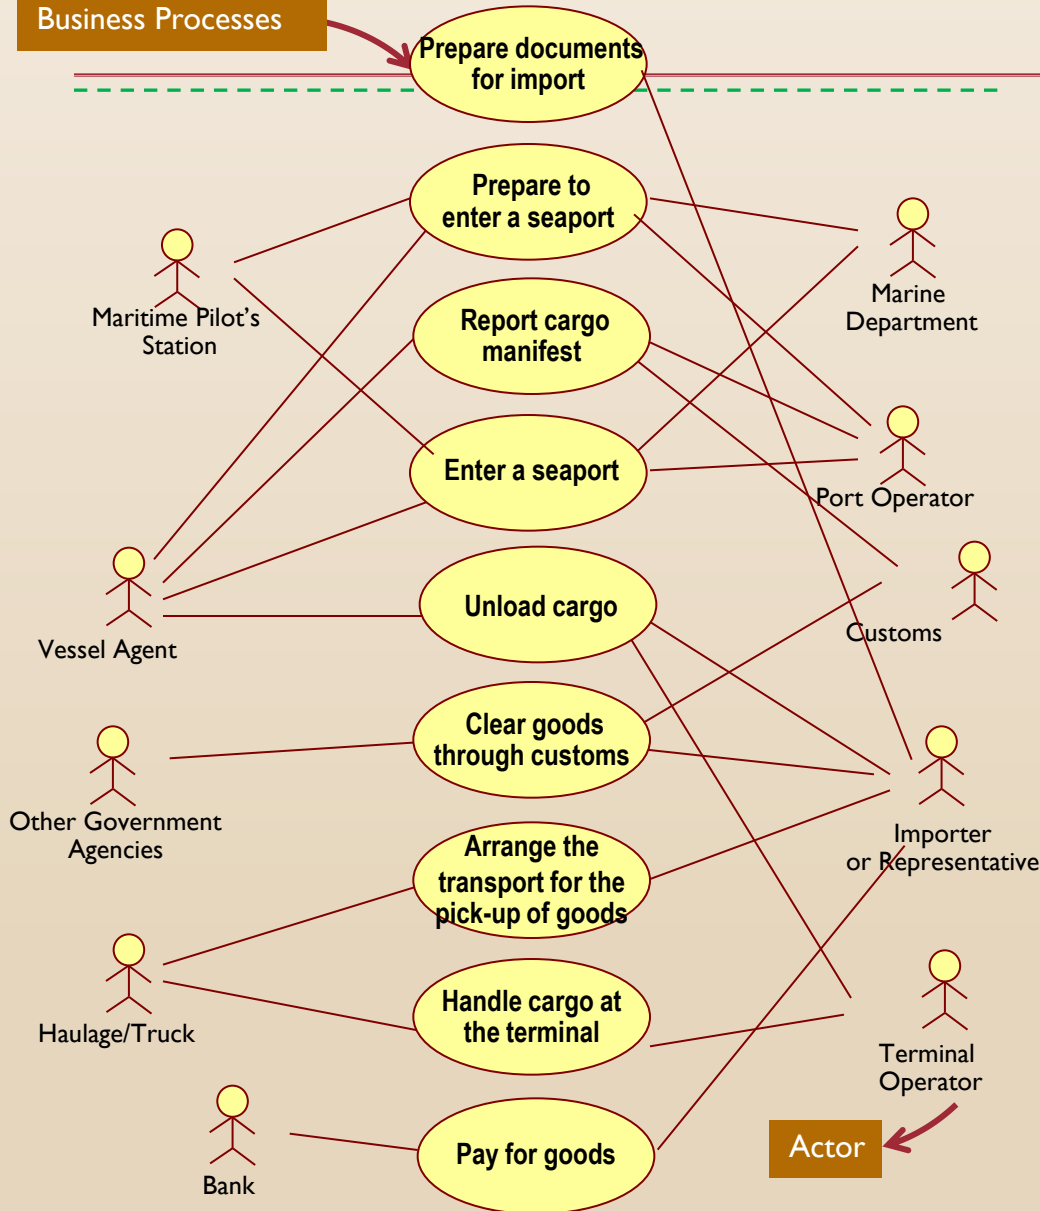 Business Processes
Prepare documents
for import
Prepare to
enter a seaport
Maritime Pilot's
Station
Marine
Department
Report cargo
manifest
Enter a seaport
Port Operator
Unload cargo
Vessel Agent
Customs
Clear goods
through customs
Other Government
Agencies
Importer
or Representative
Arrange the
transport for the
pick-up of goods
Haulage/Truck
Handle cargo at
the terminal
Terminal
Operator
Bank
Pay for goods
Actor